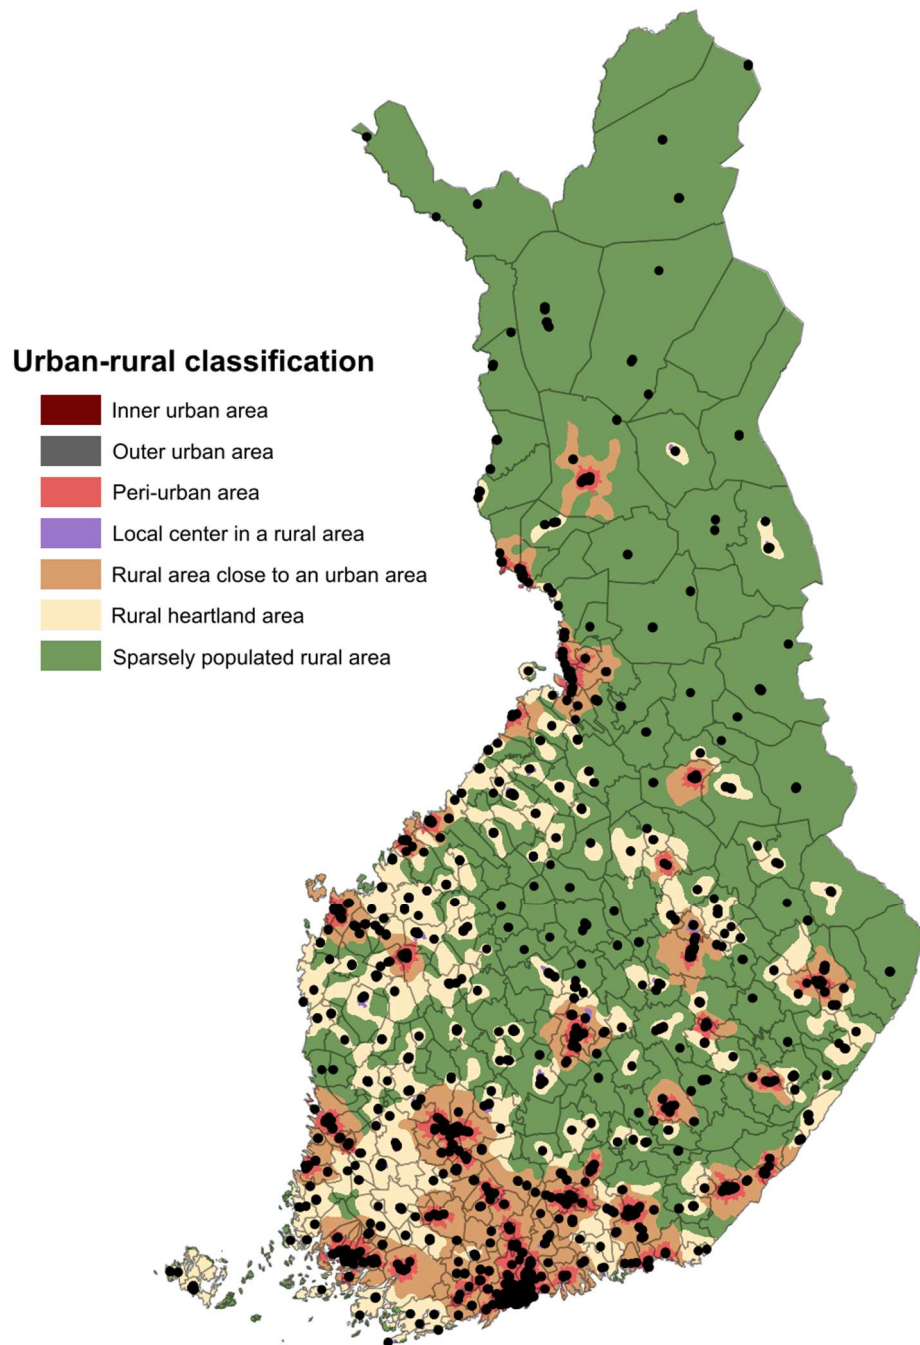 Urban-rural classification
Inner urban area
Outer urban area
Peri-urban area
Local center in a rural area
Rural area close to an urban area
Rural heartland area
Sparsely populated rural area